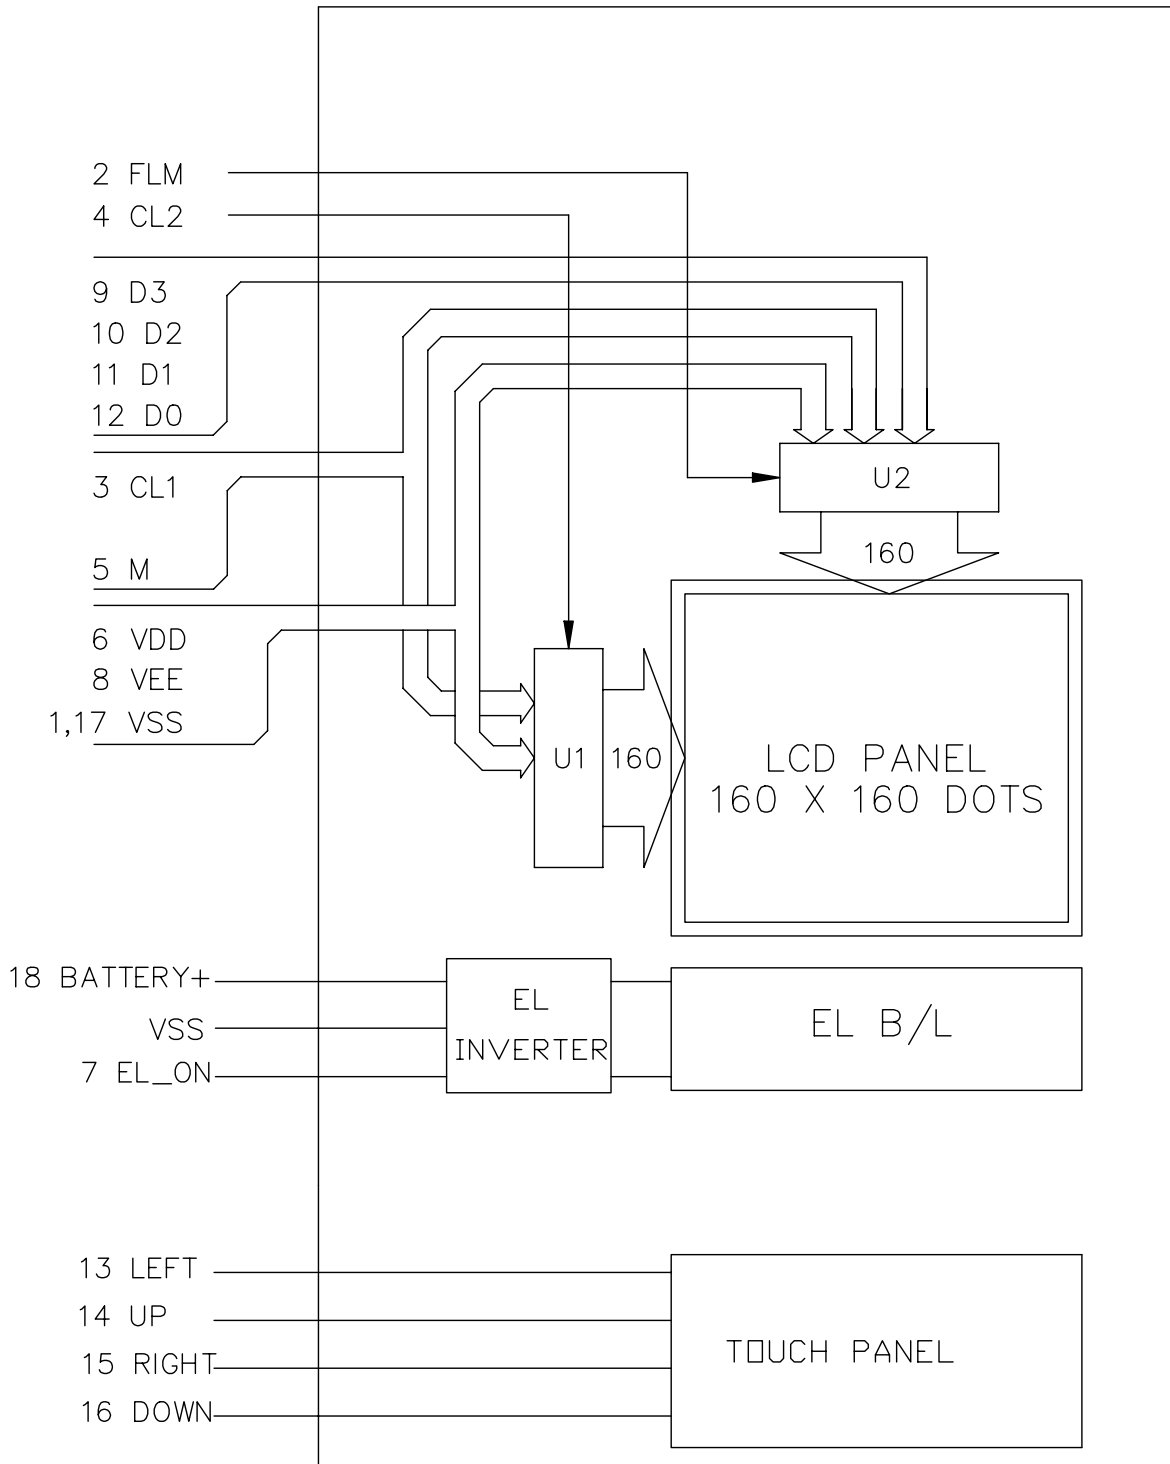 2 FLM
4 CL2
9 D3
10 D2
11 D1
12 D0
3 CL1
5 M
6 VDD
8 VEE
1,17 VSS
U2
160
U1
160
LCD PANEL
160 X 160 DOTS
18 BATTERY+
VSS
7 EL_ON
EL
INVERTER
EL B/L
13 LEFT
14 UP
15 RIGHT
16 DOWN
TOUCH PANEL